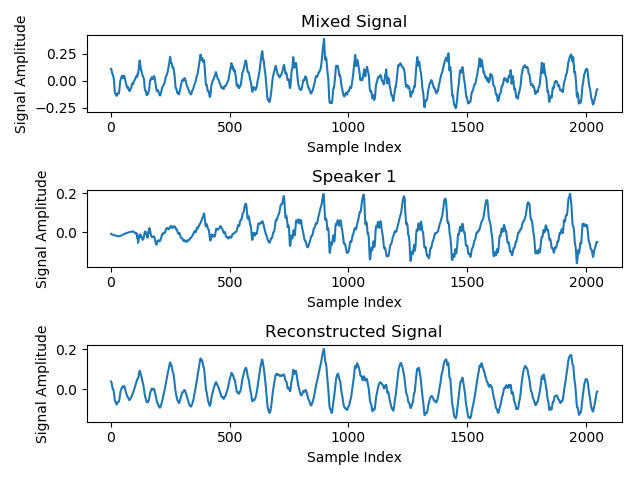 Mixed Signal
Signal Amplitude
0.25
0.00
−0.25
0 500 1000 1500 2000
Sample Index
Speaker 1
Signal Amplitude
0.2
0.0
0 500 1000 1500 2000
Sample Index
Reconstructed Signal
Signal Amplitude
0.2
0.0
0 500 1000 1500 2000
Sample Index